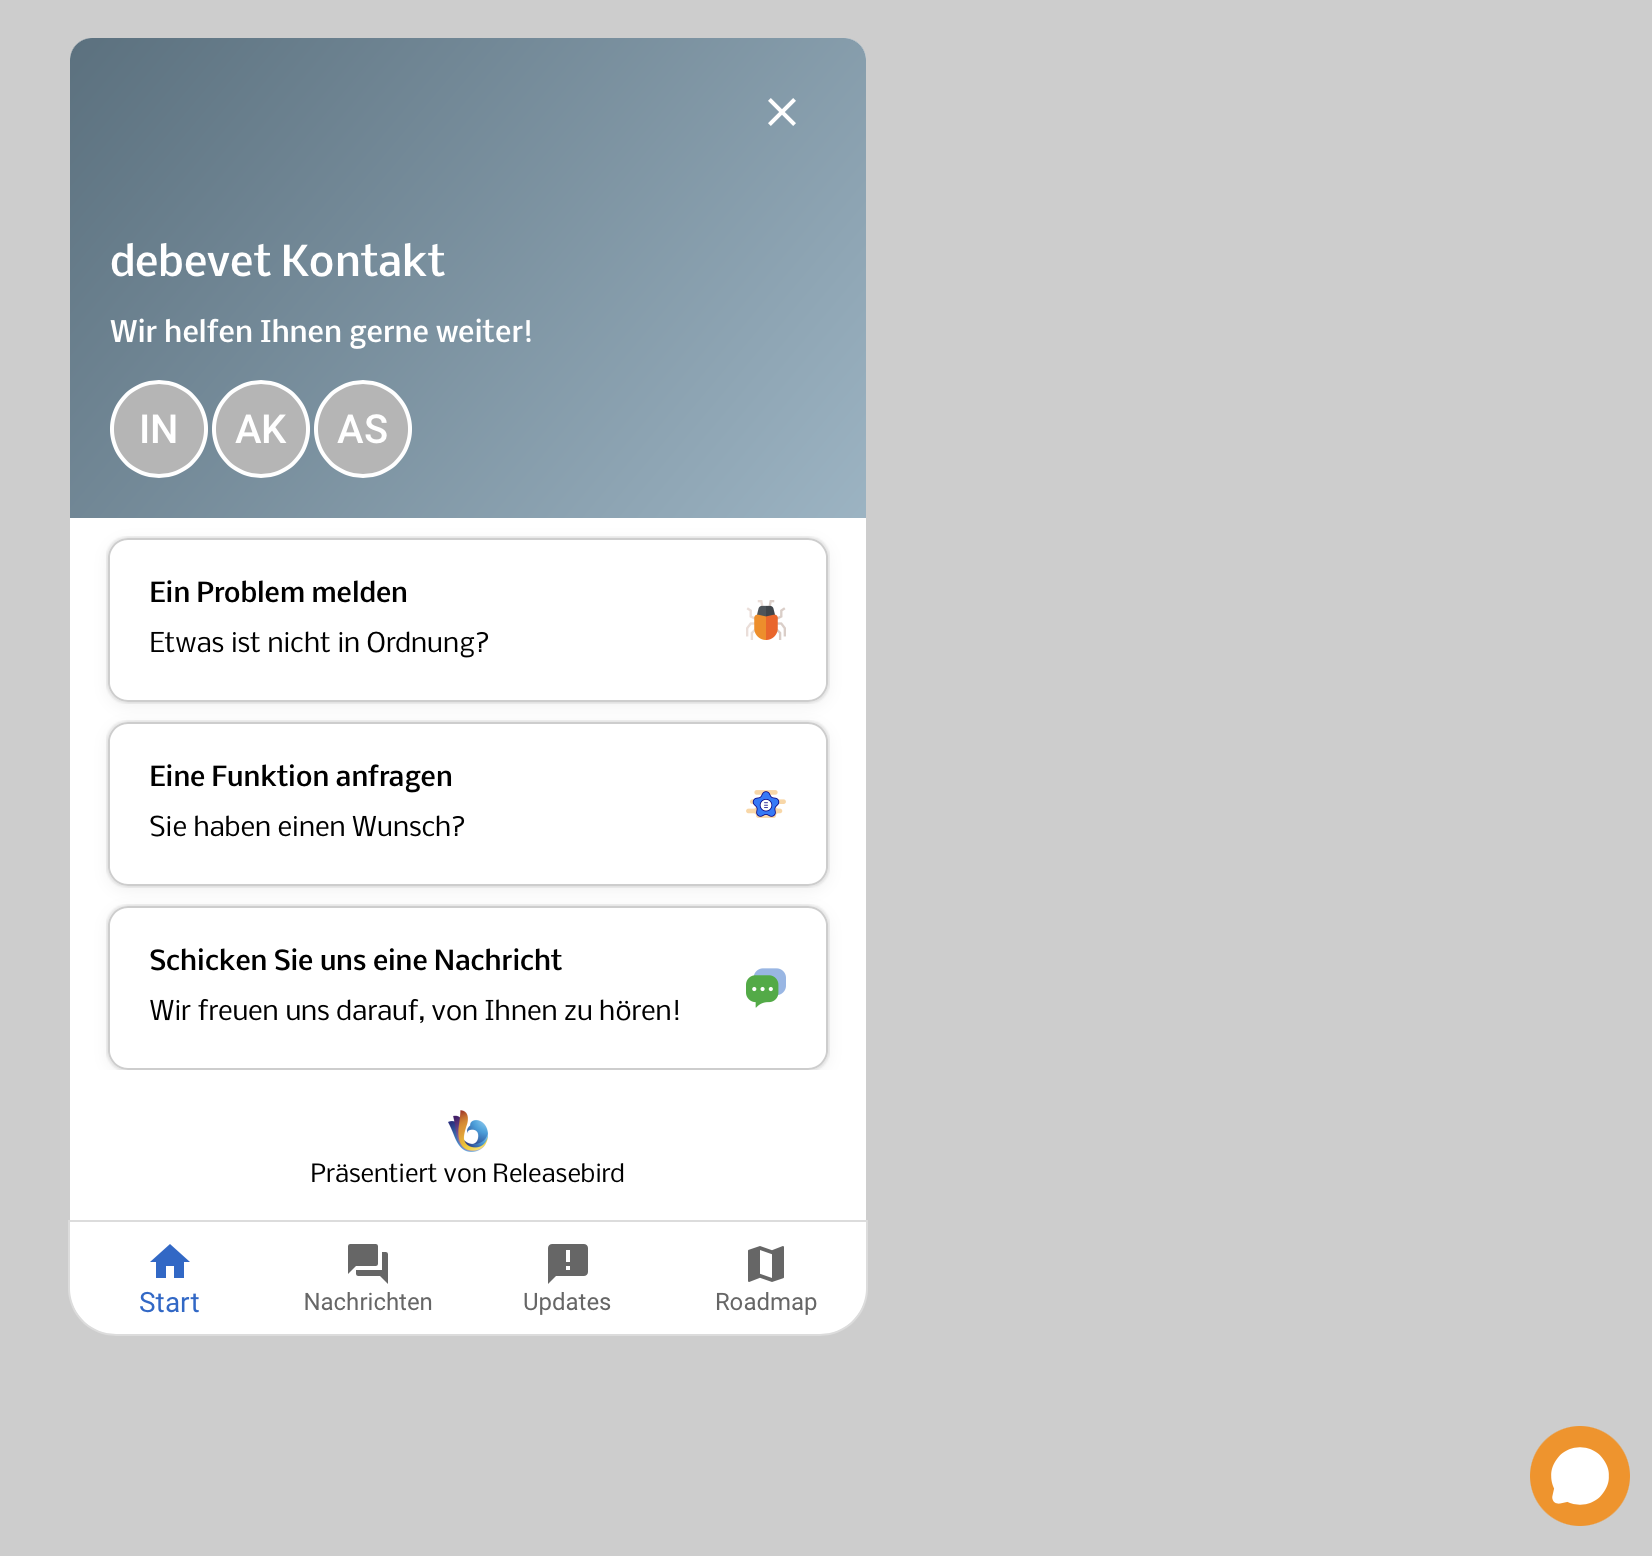 debevet Kontakt
Wir helfen Ihnen gerne weiter!
IN AK AS
Ein Problem melden
Etwas ist nicht in Ordnung?
Eine Funktion anfragen
Sie haben einen Wunsch?
Schicken Sie uns eine Nachricht
Wir freuen uns darauf, von Ihnen zu hören!
Präsentiert von Releasebird
Start Nachrichten Updates Roadmap